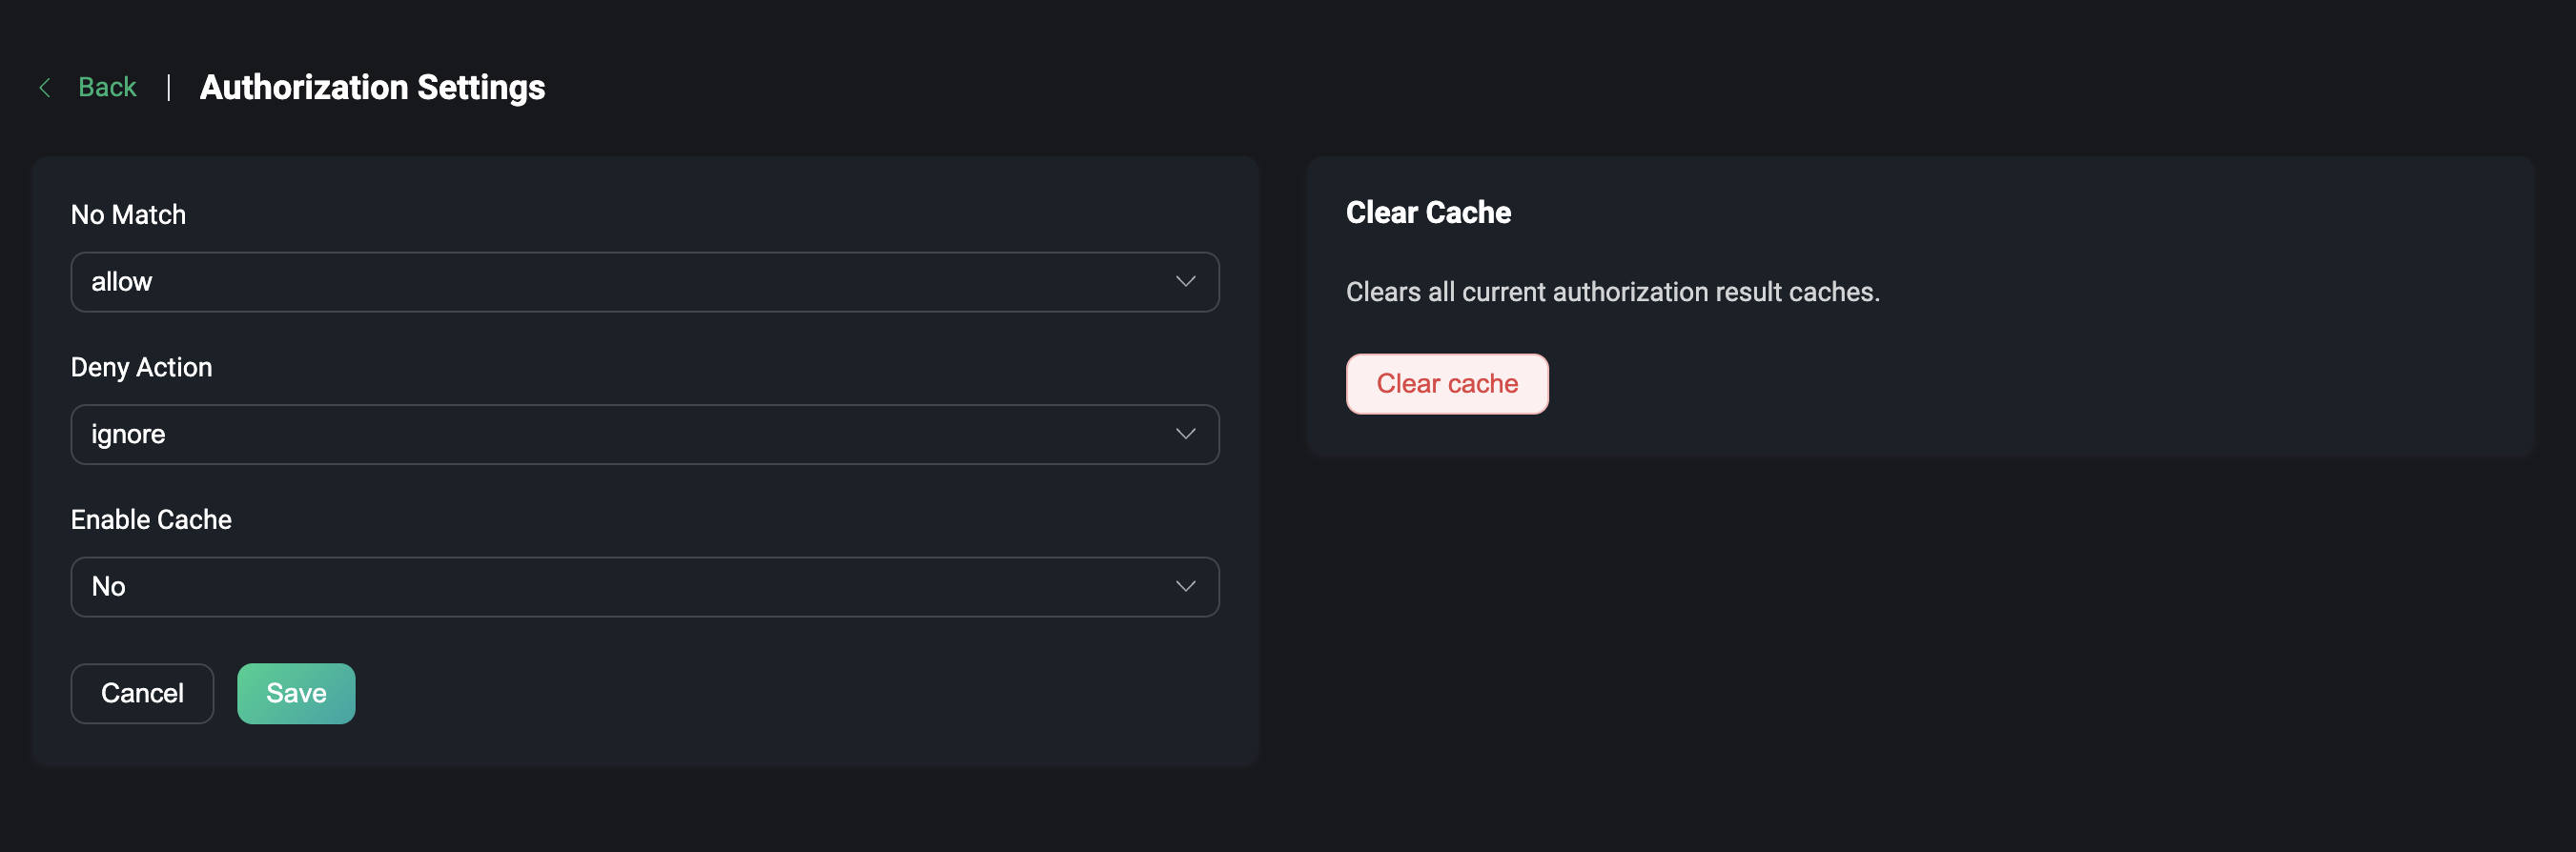 Back | Authorization Settings
No Match
allow
Deny Action
ignore
Enable Cache
No
Cancel Save
Clear Cache
Clears all current authorization result caches.
Clear cache